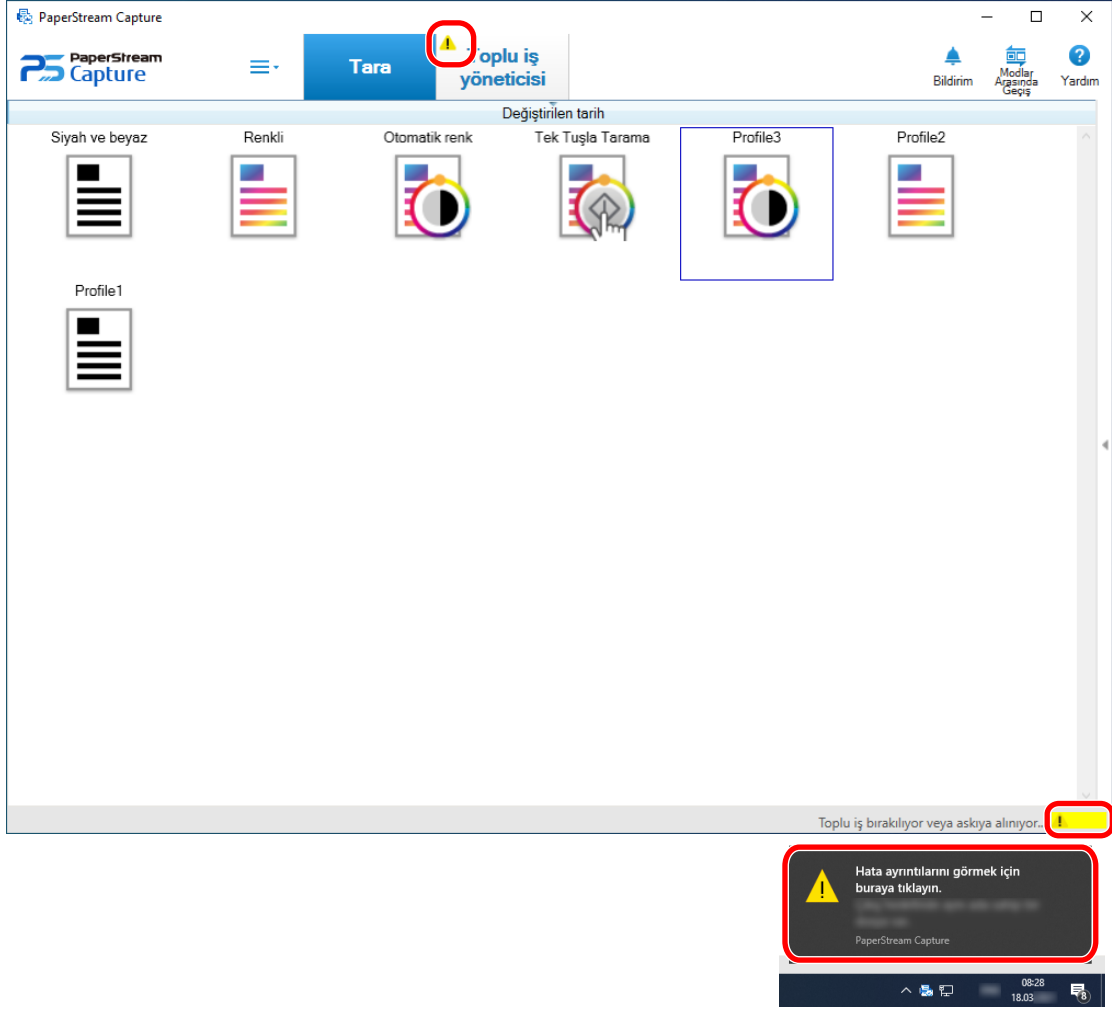 PaperStream Capture
PaperStream
Capture
Tara
Toplu iş
yöneticisi
Bildirim
Modlar
Arasında
Geçiş
Yardım
Değiştirilen tarih
Siyah ve beyaz
Renkli
Otomatik renk
Tek Tuşla Tarama
Profile3
Profile2
Profile1
Toplu iş bırakılıyor veya askıya alınıyor...
Hata ayrıntılarını görmek için
buraya tıklayın.
PaperStream Capture
08:28
18.03
8